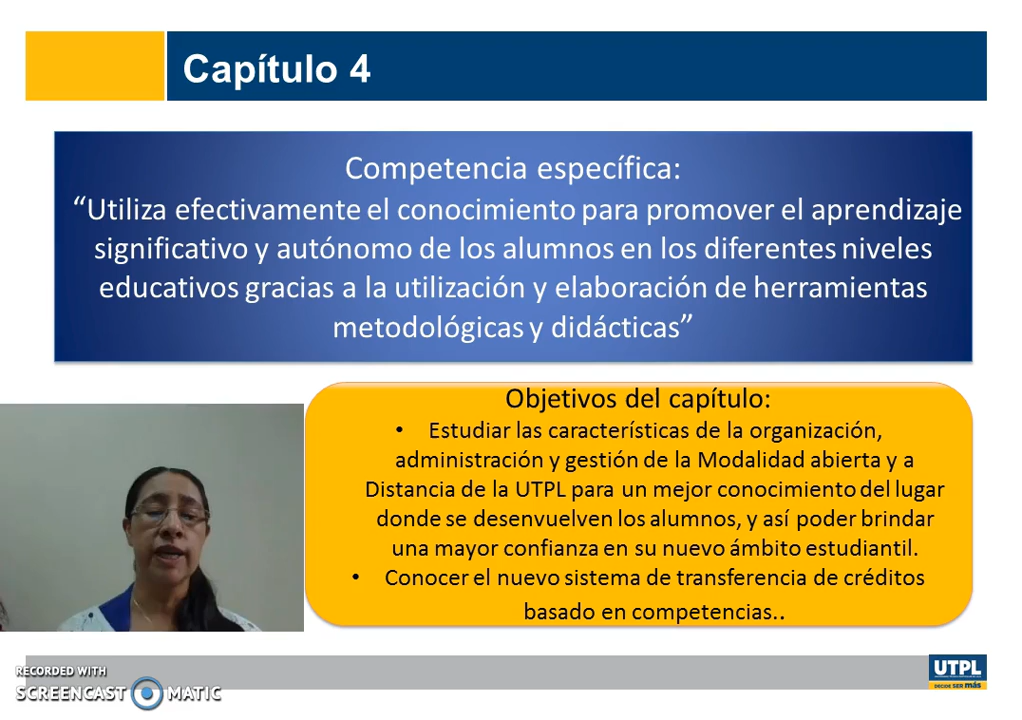 Capítulo 4
Competencia específica:
“Utiliza efectivamente el conocimiento para promover el aprendizaje
significativo y autónomo de los alumnos en los diferentes niveles
educativos gracias a la utilización y elaboración de herramientas
metodológicas y didácticas”
Objetivos del capítulo:
• Estudiar las características de la organización,
administración y gestión de la Modalidad abierta y a
Distancia de la UTPL para un mejor conocimiento del lugar
donde se desenvuelven los alumnos, y así poder brindar
una mayor confianza en su nuevo ámbito estudiantil.
• Conocer el nuevo sistema de transferencia de créditos
basado en competencias..
RECORDED WITH
SCREENCAST MATIC
UTPL
DECIDE SER más